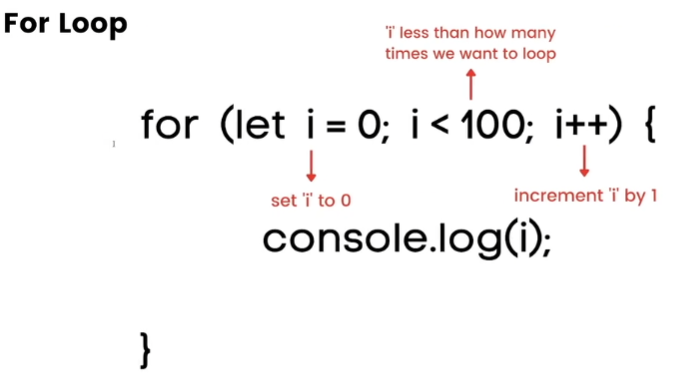 For Loop
'i' less than how many
times we want to loop
for (let i = 0; i < 100; i++) {
set 'i' to 0
increment 'i' by 1
console.log(i);
}